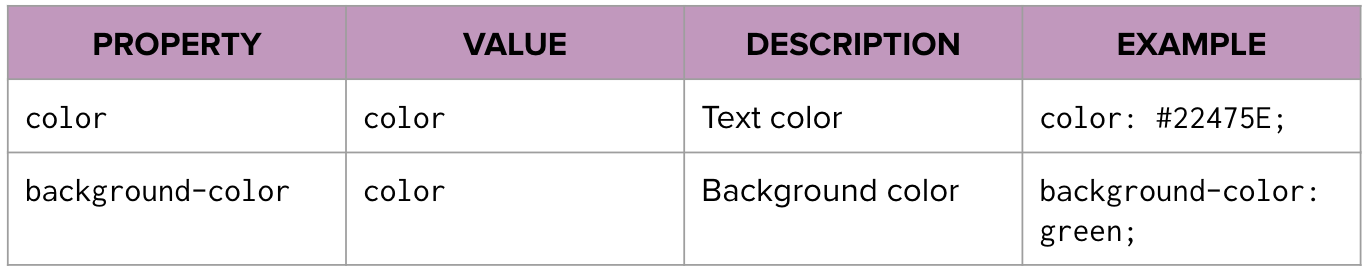 PROPERTY VALUE DESCRIPTION EXAMPLE
color color Text color color: #22475E;
background-color color Background color background-color:
green;